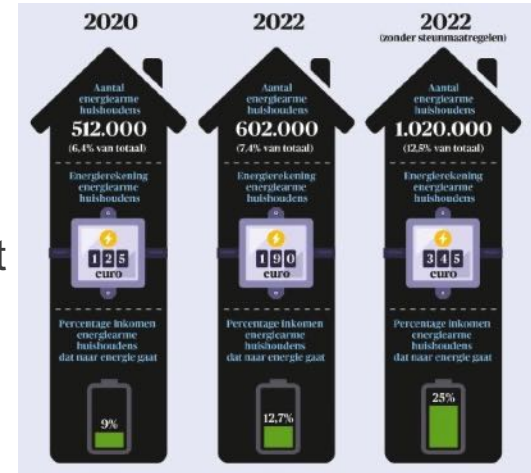 2020
Aantal
energiearme
huishoudens
512.000
(6,4% van totaal)
Energierekening
energiearme
huishoudens
125
euro
Percentage inkomen
energiearme
huishoudens
dat naar energie gaat
9%
2022
Aantal
energiearme
huishoudens
602.000
(7,4% van totaal)
Energierekening
energiearme
huishoudens
190
euro
Percentage inkomen
energiearme
huishoudens
dat naar energie gaat
12,7%
2022
(zonder steunmaatregelen)
Aantal
energiearme
huishoudens
1.020.000
(12,5% van totaal)
Energierekening
energiearme
huishoudens
345
euro
Percentage inkomen
energiearme
huishoudens
dat naar energie gaat
25%
t